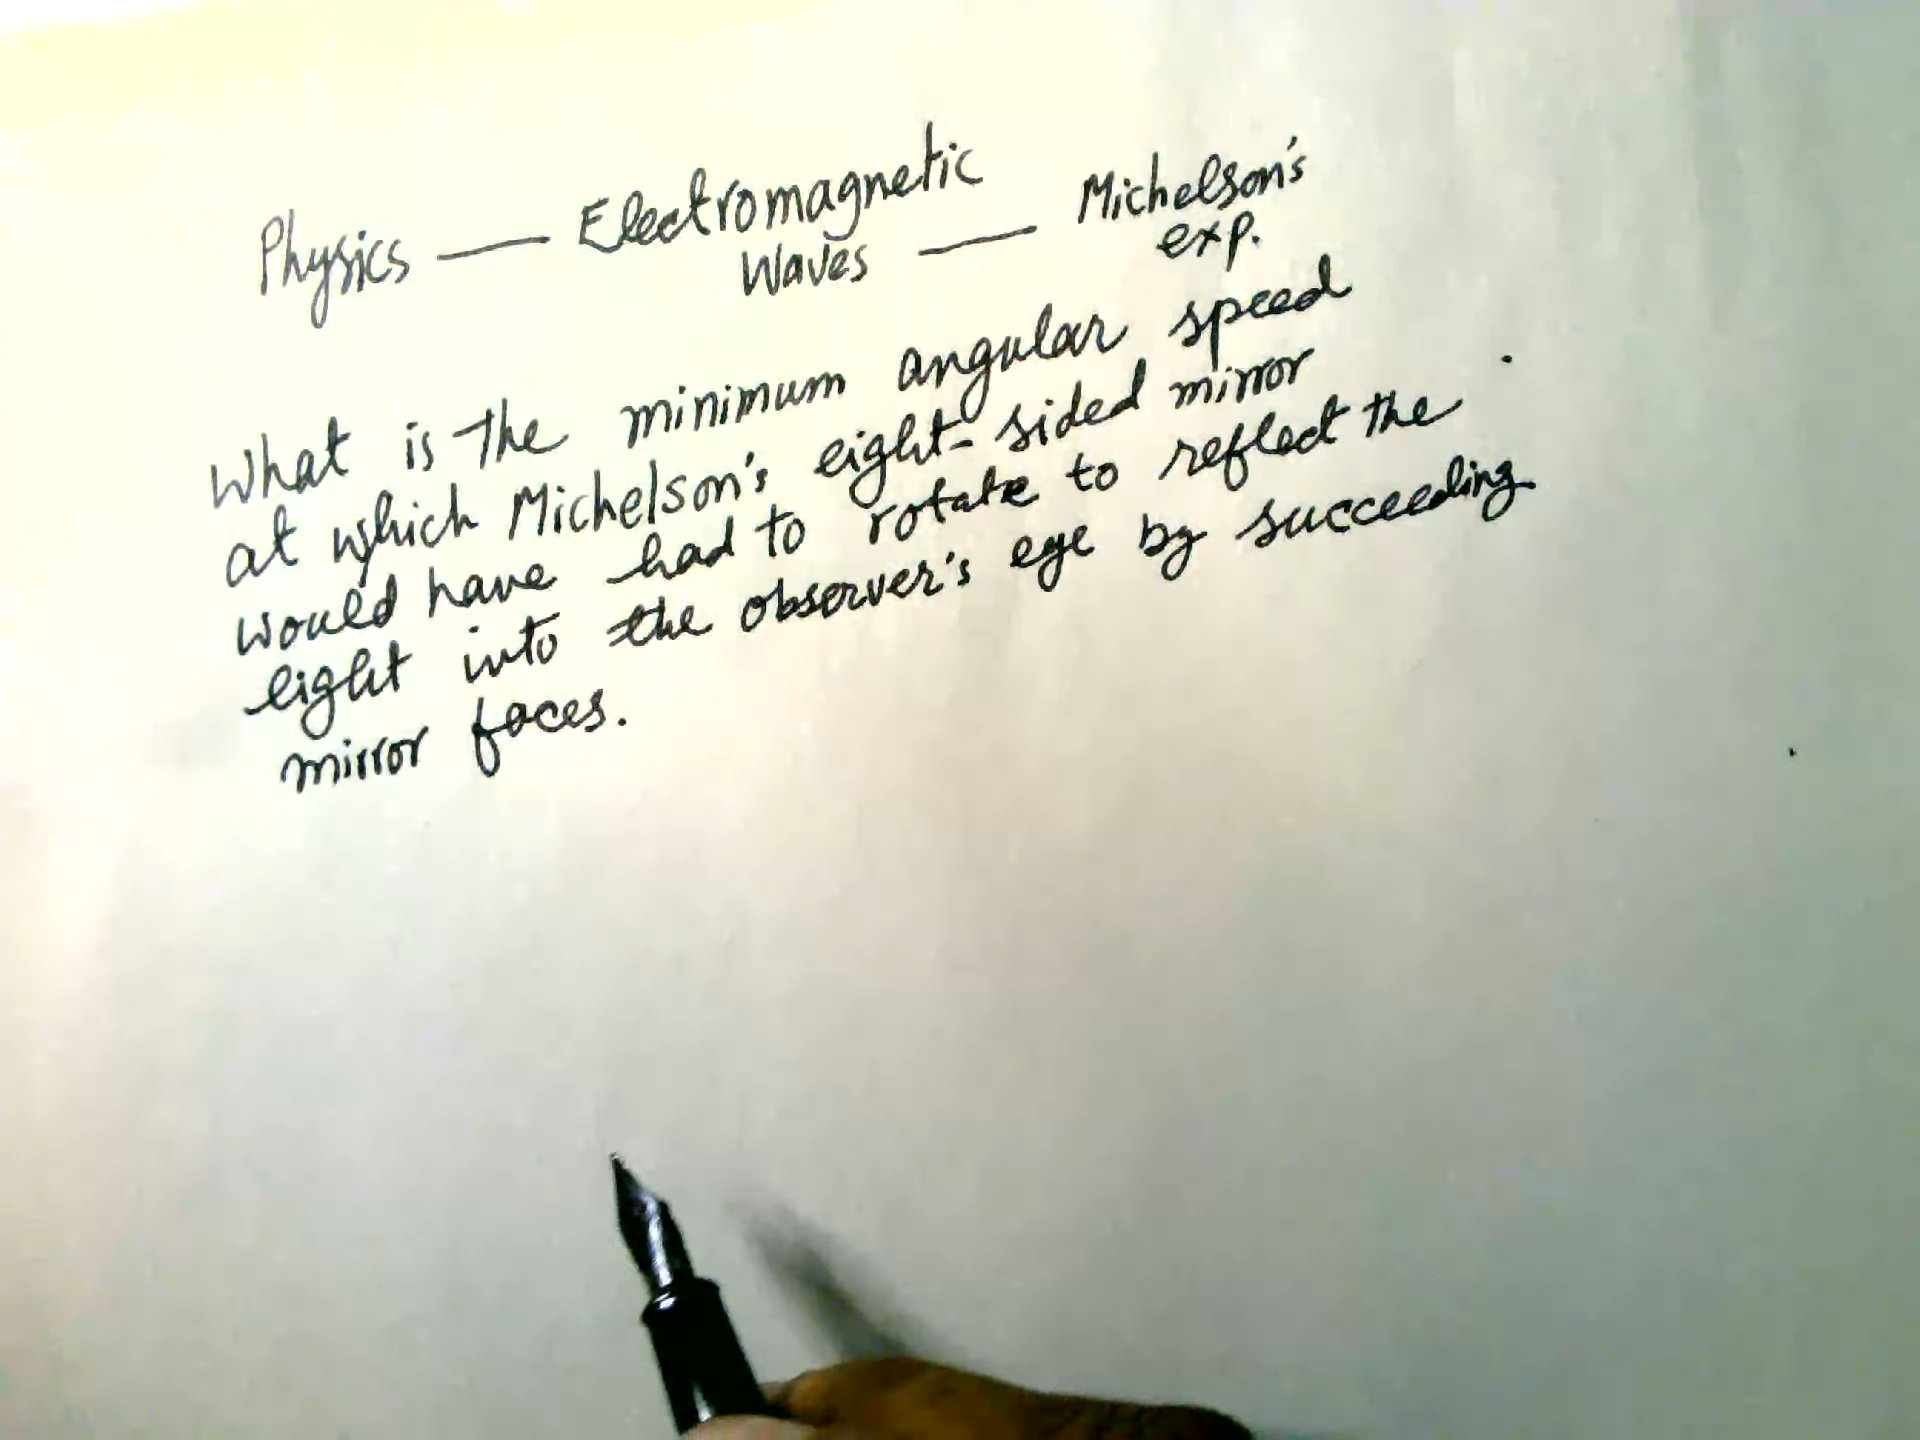 Physics — Electromagnetic Waves — Michelson's exp.
What is the minimum angular speed
at which Michelson's eight-sided mirror
would have had to rotate to reflect the
light into the observer's eye by succeeding
mirror faces.